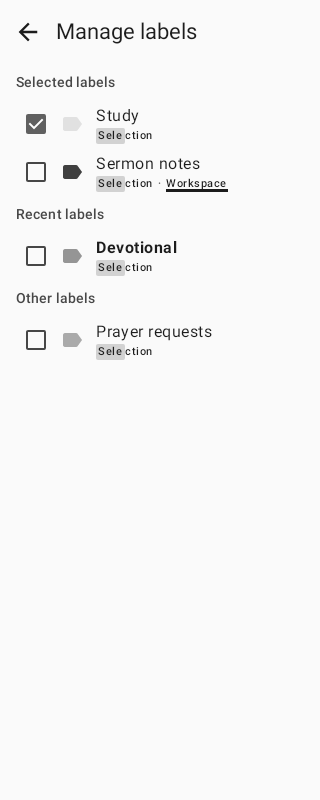 Manage labels
Selected labels
Study
Selection
Sermon notes
Selection · Workspace
Recent labels
Devotional
Selection
Other labels
Prayer requests
Selection